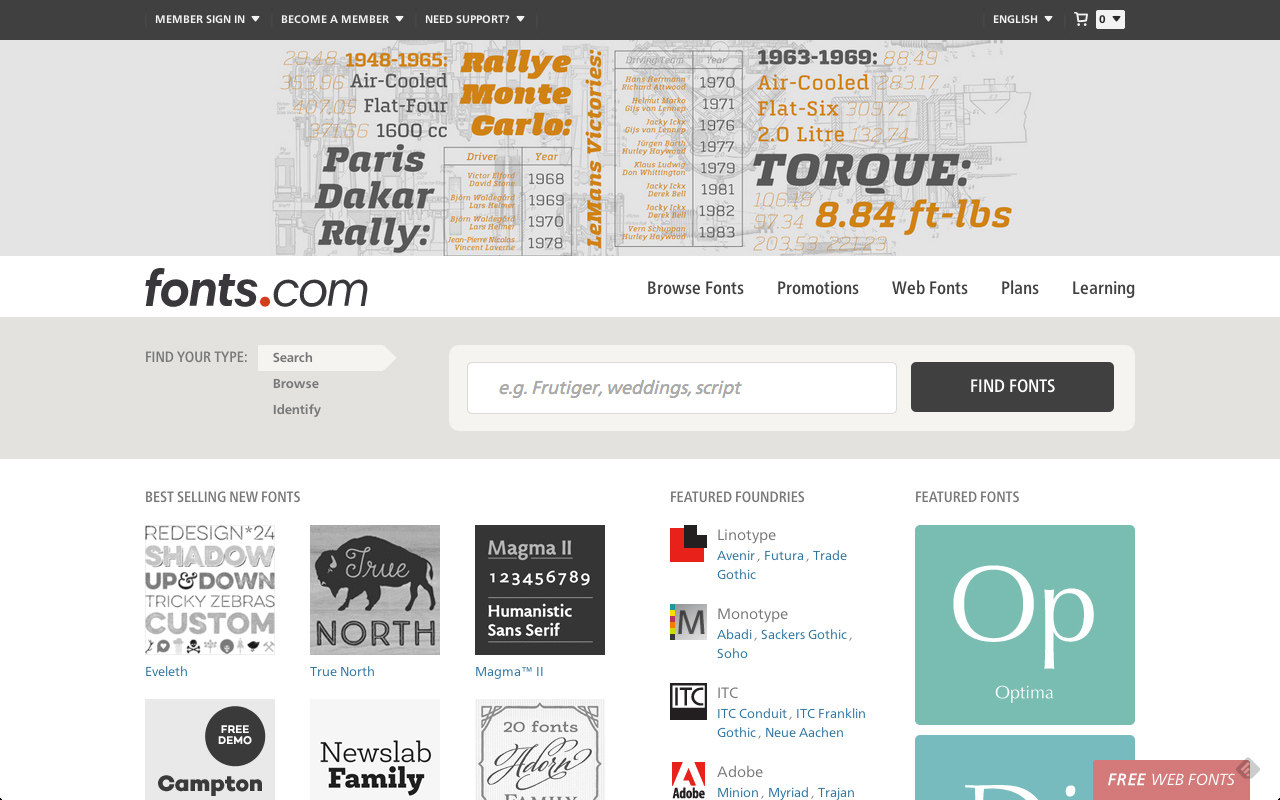 MEMBER SIGN IN
BECOME A MEMBER
NEED SUPPORT?
ENGLISH
0
29.48 1948-1965:
353.96 Air-Cooled
407.05 Flat-Four
371.66 1600 cc
Paris
Dakar
Rally:
Rallye
Monte
Carlo:
Driver Year
Victor Elford
David Stone
1968
Björn Waldegård
Lars Helmer
1969
Björn Waldegård
Lars Helmer
1970
Jean-Pierre Nicolas
Vincent Laverne
1978
LeMans Victories:
Driving Team Year
Hans Herrmann
Richard Attwood
1970
Helmut Marko
Gijs van Lennep
1971
Jacky Ickx
Gijs van Lennep
1976
Jürgen Barth
Hurley Haywood
1977
Klaus Ludwig
Don Whittington
1979
Jacky Ickx
Derek Bell
1981
Jacky Ickx
Derek Bell
1982
Vern Schuppan
Hurley Haywood
1983
1963-1969: 88.49
Air-Cooled 283.17
Flat-Six 309.72
2.0 Litre 132.74
TORQUE:
106.19
97.34 8.84 ft-lbs
203.53 221.23
fonts.com
Browse Fonts
Promotions
Web Fonts
Plans
Learning
FIND YOUR TYPE:
Search
Browse
Identify
e.g. Frutiger, weddings, script
FIND FONTS
BEST SELLING NEW FONTS
REDESIGN*24
SHADOW
UP&DOWN
TRICKY ZEBRAS
CUSTOM
Eveleth
True
NORTH
True North
Magma II
123456789
Humanistic
Sans Serif
Magma™ II
FREE
DEMO
Campton
Newslab
Family
20 fonts
Adorn
FAMILY
FEATURED FOUNDRIES
Linotype
Avenir, Futura, Trade
Gothic
M
Monotype
Abadi, Sackers Gothic,
Soho
ITC
ITC
ITC Conduit, ITC Franklin
Gothic, Neue Aachen
Adobe
Adobe
Minion, Myriad, Trajan
FEATURED FONTS
Op
Optima
Di
FREE WEB FONTS